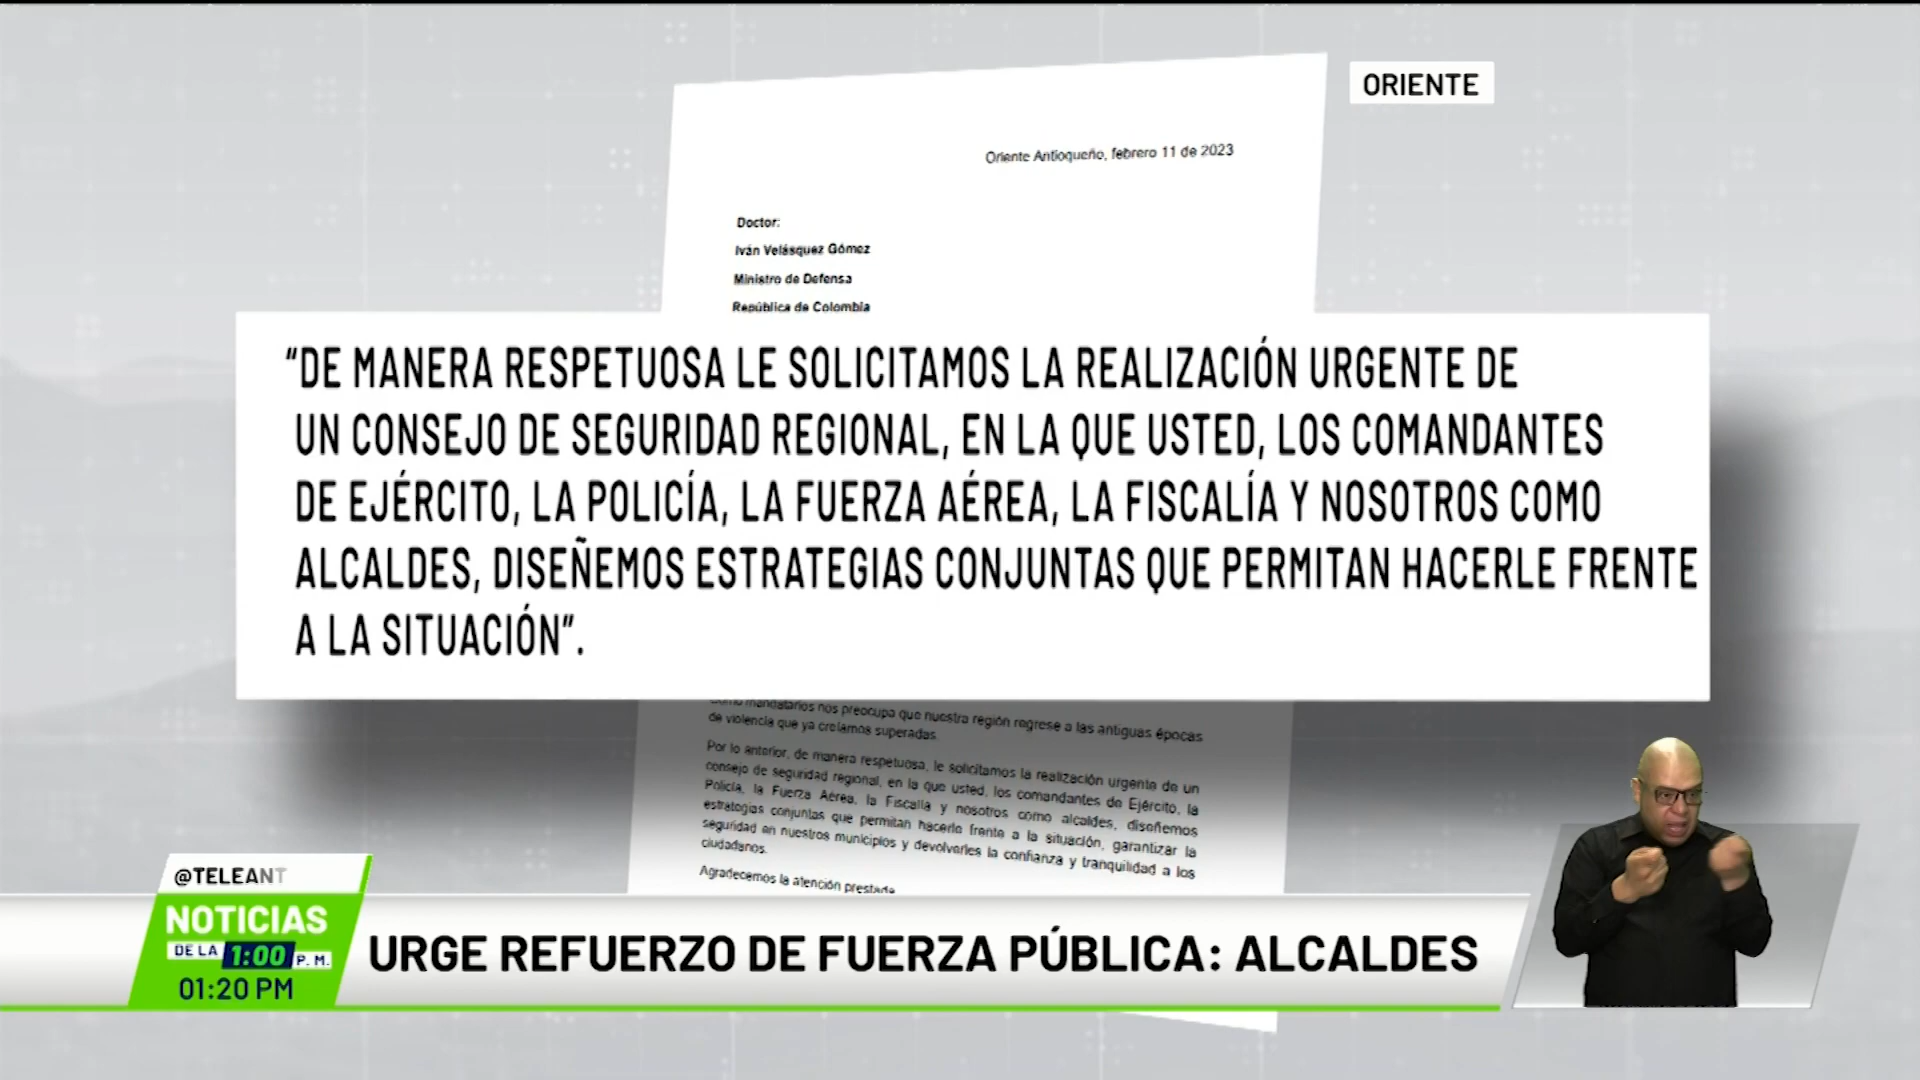 ORIENTE
Oriente Antioqueño, febrero 11 de 2023
Doctor:
Iván Velásquez Gómez
Ministro de Defensa
República de Colombia
“DE MANERA RESPETUOSA LE SOLICITAMOS LA REALIZACIÓN URGENTE DE
UN CONSEJO DE SEGURIDAD REGIONAL, EN LA QUE USTED, LOS COMANDANTES
DE EJÉRCITO, LA POLICÍA, LA FUERZA AÉREA, LA FISCALÍA Y NOSOTROS COMO
ALCALDES, DISEÑEMOS ESTRATEGIAS CONJUNTAS QUE PERMITAN HACERLE FRENTE
A LA SITUACIÓN”.
Como mandatarios nos preocupa que nuestra región regrese a las antiguas épocas
de violencia que ya creíamos superadas.
Por lo anterior, de manera respetuosa, le solicitamos la realización urgente de un
consejo de seguridad regional, en la que usted, los comandantes de Ejército, la
Policía, la Fuerza Aérea, la Fiscalía y nosotros como alcaldes, diseñemos
estrategias conjuntas que permitan hacerle frente a la situación, garantizar la
seguridad en nuestros municipios y devolverles la confianza y tranquilidad a los
ciudadanos.
Agradecemos la atención prestada
@TELEANT
NOTICIAS
DE LA 1:00 P. M.
01:20 PM
URGE REFUERZO DE FUERZA PÚBLICA: ALCALDES